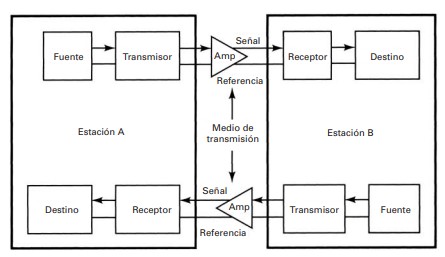 Señal
Fuente
Transmisor
Amp
Receptor
Destino
Referencia
Estación A
Medio de
transmisión
Estación B
Señal
Destino
Receptor
Amp
Transmisor
Fuente
Referencia